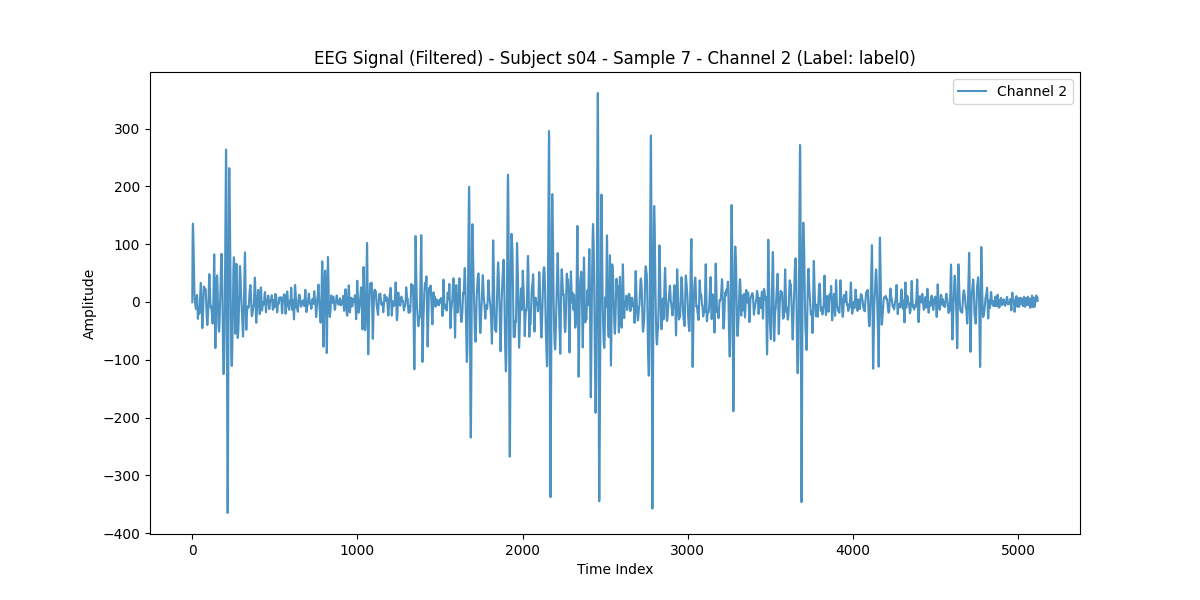 EEG Signal (Filtered) - Subject s04 - Sample 7 - Channel 2 (Label: label0)
Channel 2
300
200
100
0
−100
−200
−300
−400
Amplitude
0 1000 2000 3000 4000 5000
Time Index